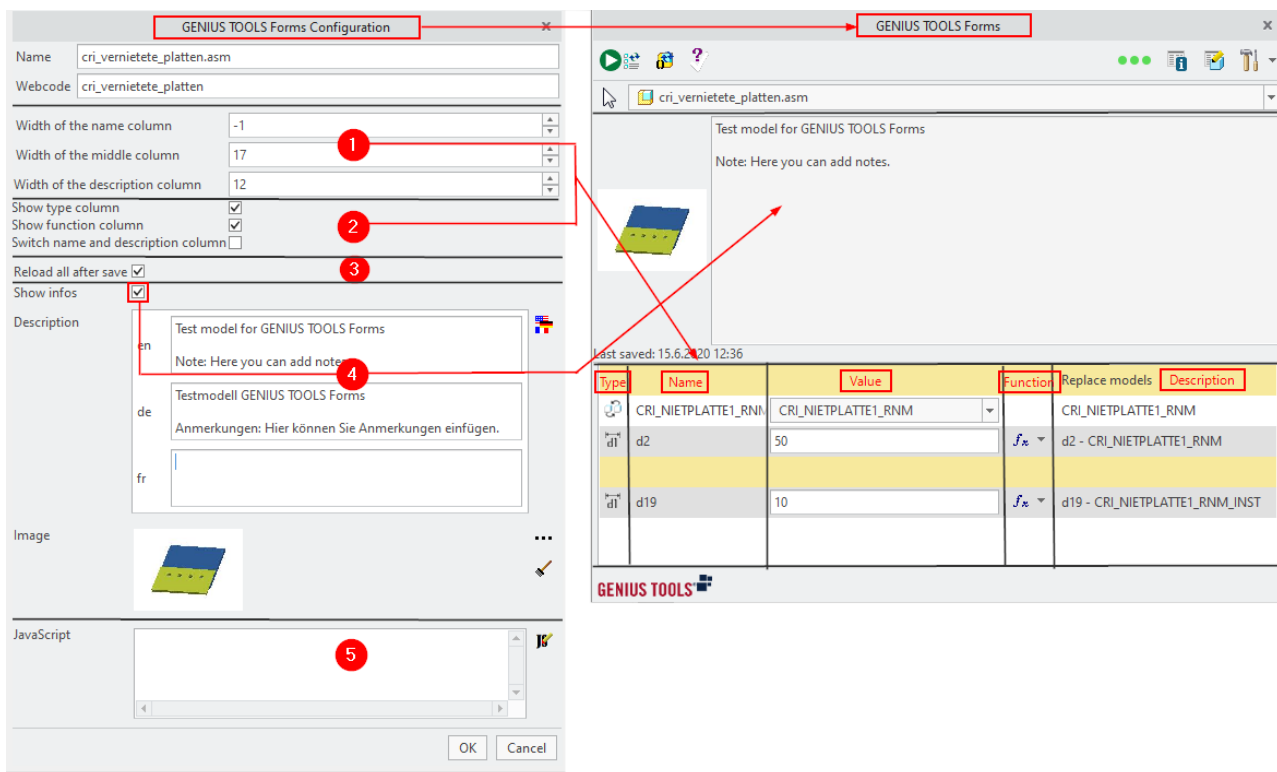 GENIUS TOOLS Forms Configuration
Name cri_vernietete_platten.asm
Webcode cri_vernietete_platten
Width of the name column -1
1
Width of the middle column 17
Width of the description column 12
Show type column
Show function column
2
Switch name and description column
Reload all after save
3
Show infos
Description
en
Test model for GENIUS TOOLS Forms
Note: Here you can add notes
4
de
Testmodell GENIUS TOOLS Forms
Anmerkungen: Hier können Sie Anmerkungen einfügen.
fr
Image
JavaScript
5
OK Cancel
GENIUS TOOLS Forms
cri_vernietete_platten.asm
Test model for GENIUS TOOLS Forms
Note: Here you can add notes.
Last saved: 15.6.2020 12:36
Type Name Value Function Replace models Description
CRI_NIETPLATTE1_RNM CRI_NIETPLATTE1_RNM CRI_NIETPLATTE1_RNM
d1 d2 50 fx d2 - CRI_NIETPLATTE1_RNM
d1 d19 10 fx d19 - CRI_NIETPLATTE1_RNM_INST
GENIUS TOOLS